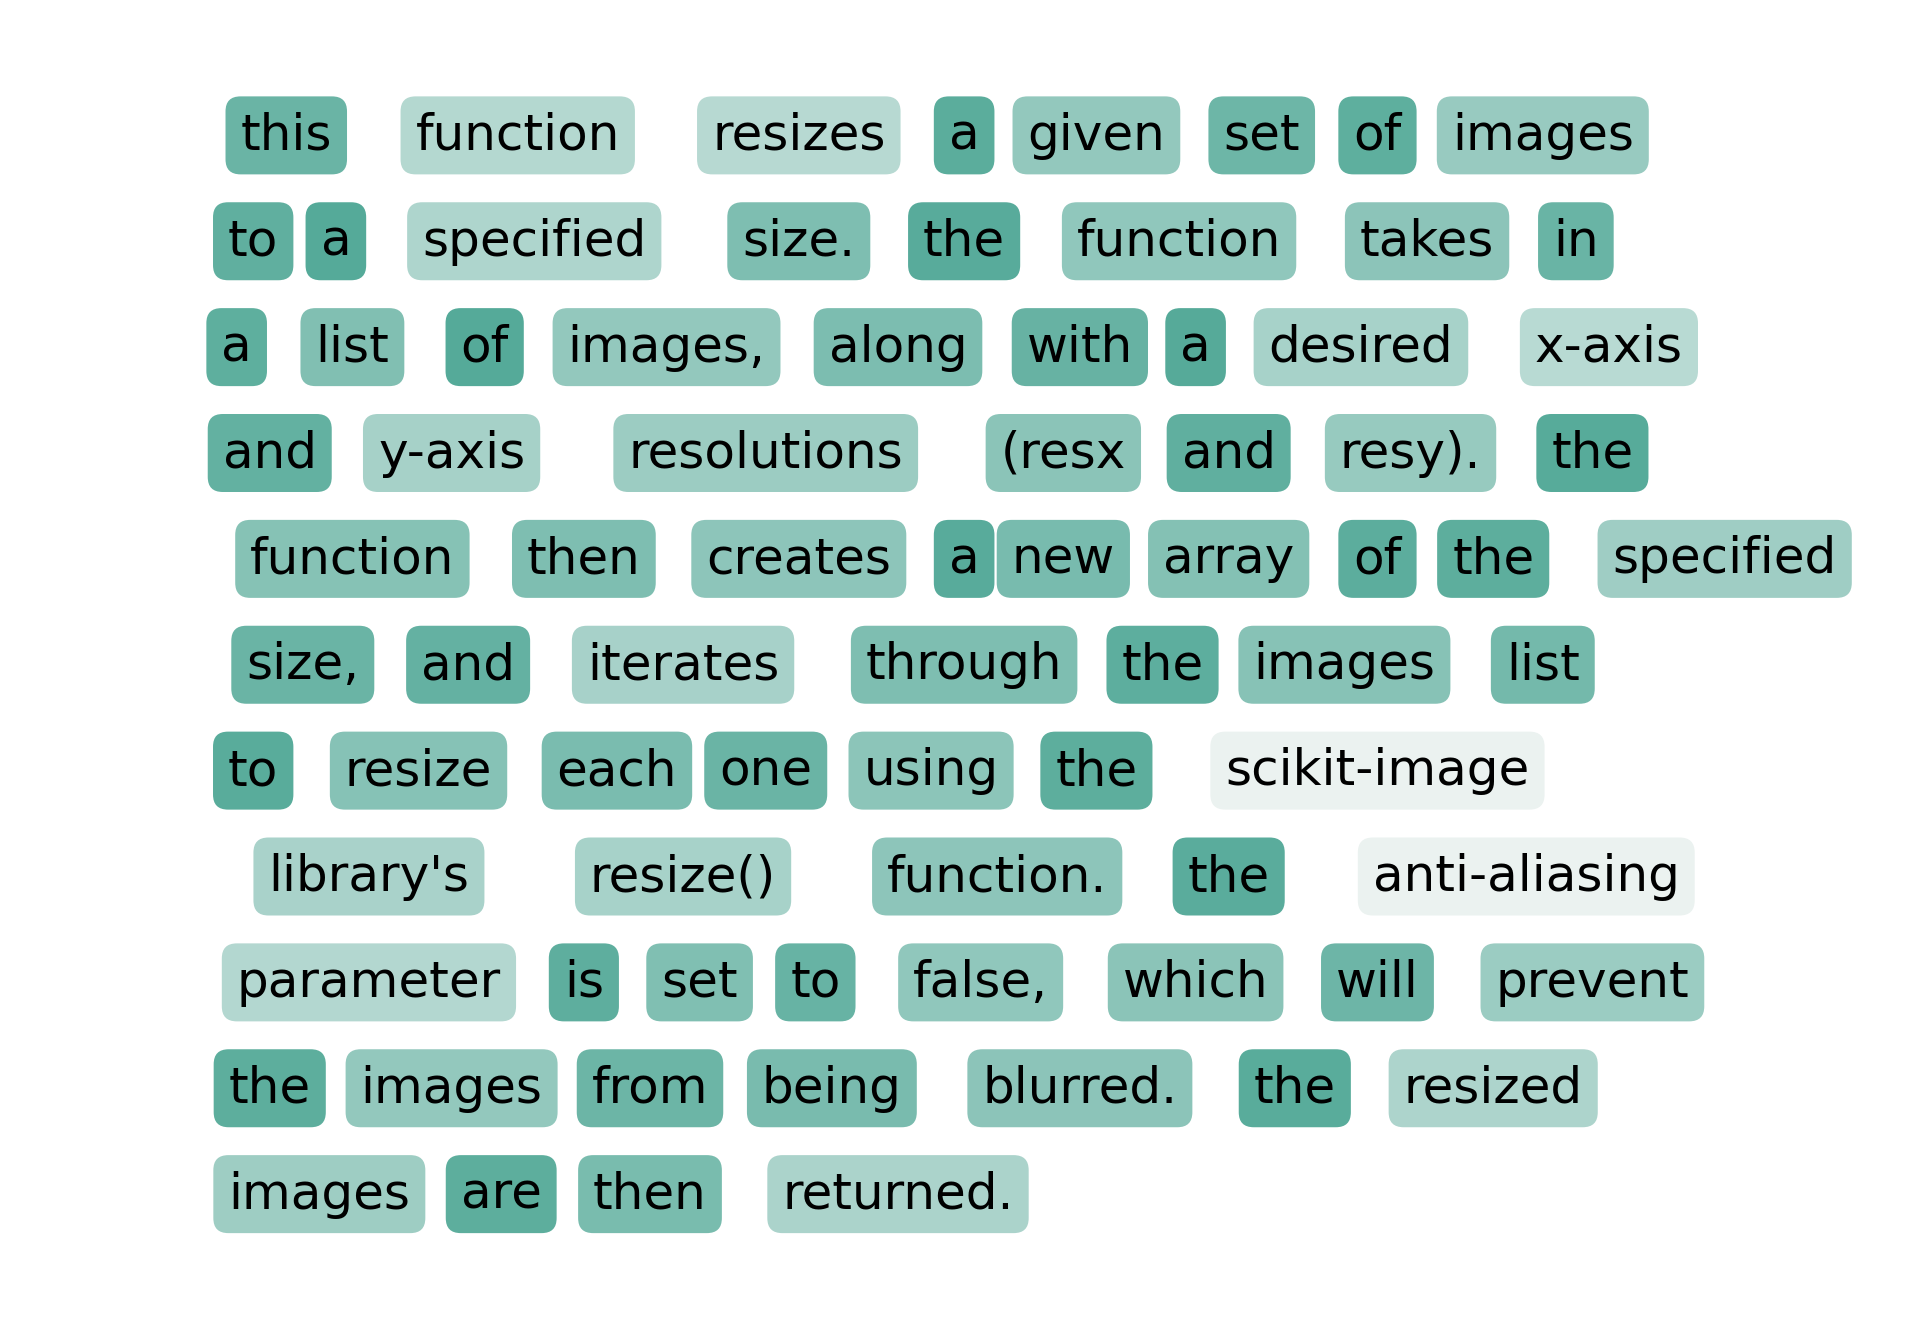 this function resizes a given set of images
to a specified size. the function takes in
a list of images, along with a desired x-axis
and y-axis resolutions (resx and resy). the
function then creates a new array of the specified
size, and iterates through the images list
to resize each one using the scikit-image
library's resize() function. the anti-aliasing
parameter is set to false, which will prevent
the images from being blurred. the resized
images are then returned.